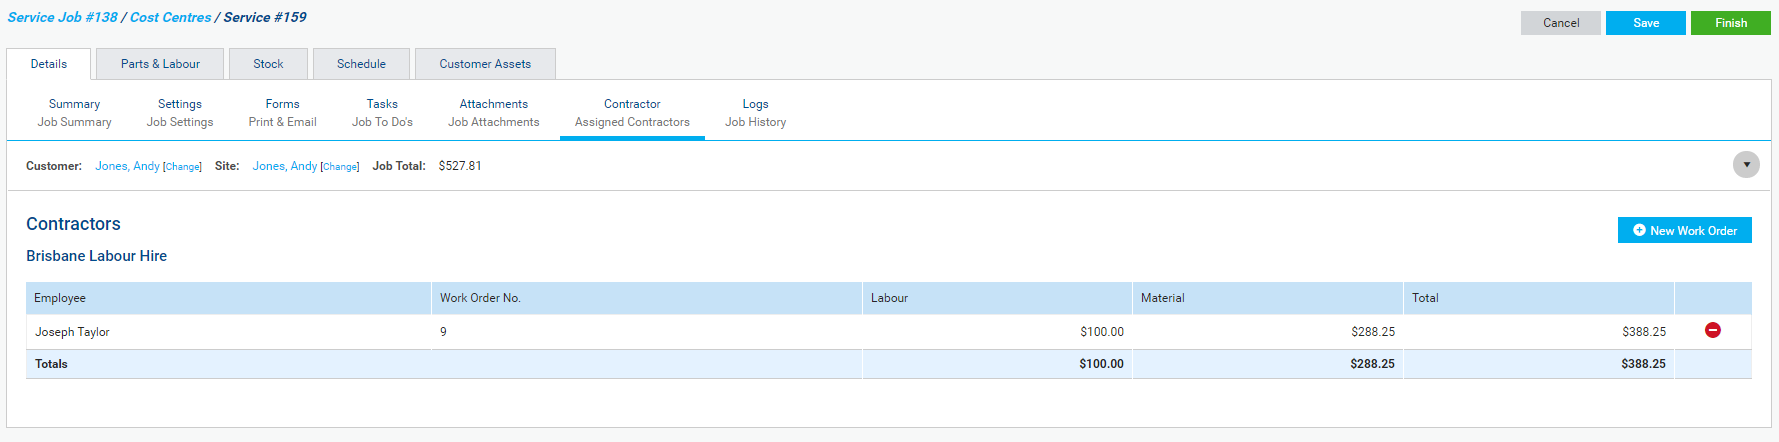 Service Job #138 / Cost Centres / Service #159
Cancel Save Finish
Details Parts & Labour Stock Schedule Customer Assets
Summary Settings Forms Tasks Attachments Contractor Logs
Job Summary Job Settings Print & Email Job To Do's Job Attachments Assigned Contractors Job History
Customer: Jones, Andy [Change] Site: Jones, Andy [Change] Job Total: $527.81
Contractors
New Work Order
Brisbane Labour Hire
Employee Work Order No. Labour Material Total
Joseph Taylor 9 $100.00 $288.25 $388.25
Totals $100.00 $288.25 $388.25